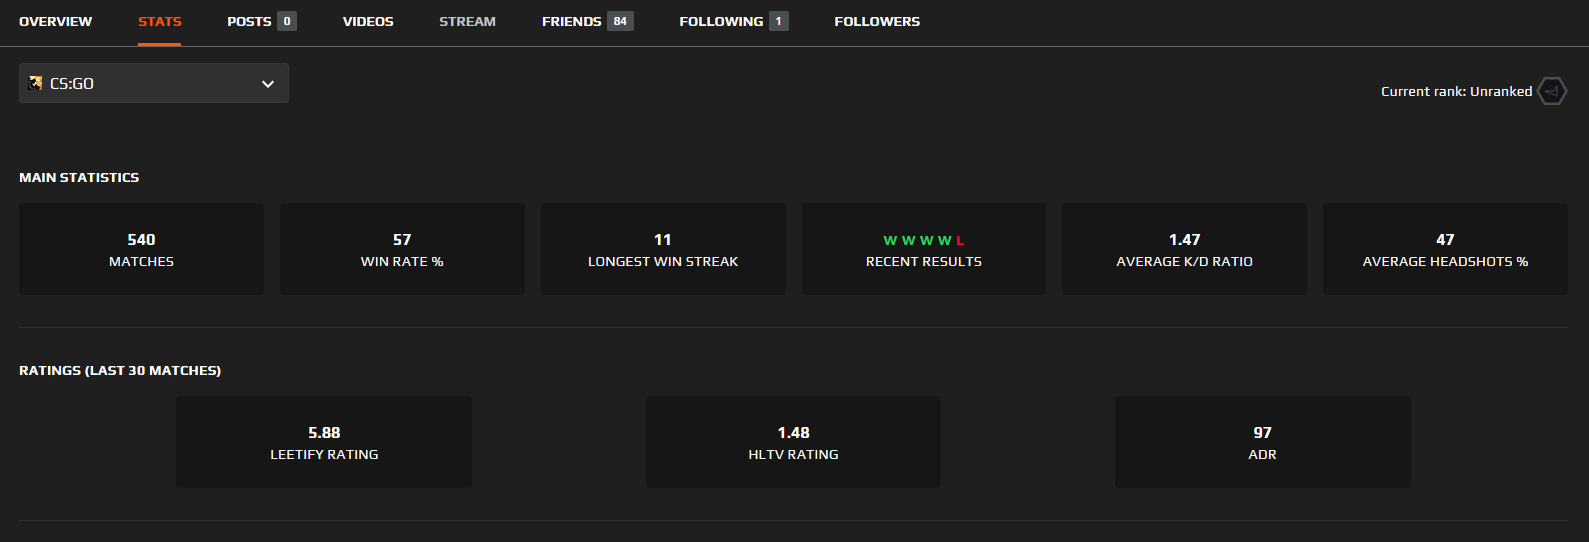 OVERVIEW STATS POSTS 0 VIDEOS STREAM FRIENDS 84 FOLLOWING 1 FOLLOWERS
CS:GO
Current rank: Unranked
MAIN STATISTICS
540 57 11 W W W W L 1.47 47
MATCHES WIN RATE % LONGEST WIN STREAK RECENT RESULTS AVERAGE K/D RATIO AVERAGE HEADSHOTS %
RATINGS (LAST 30 MATCHES)
5.88 1.48 97
LEETIFY RATING HLTV RATING ADR